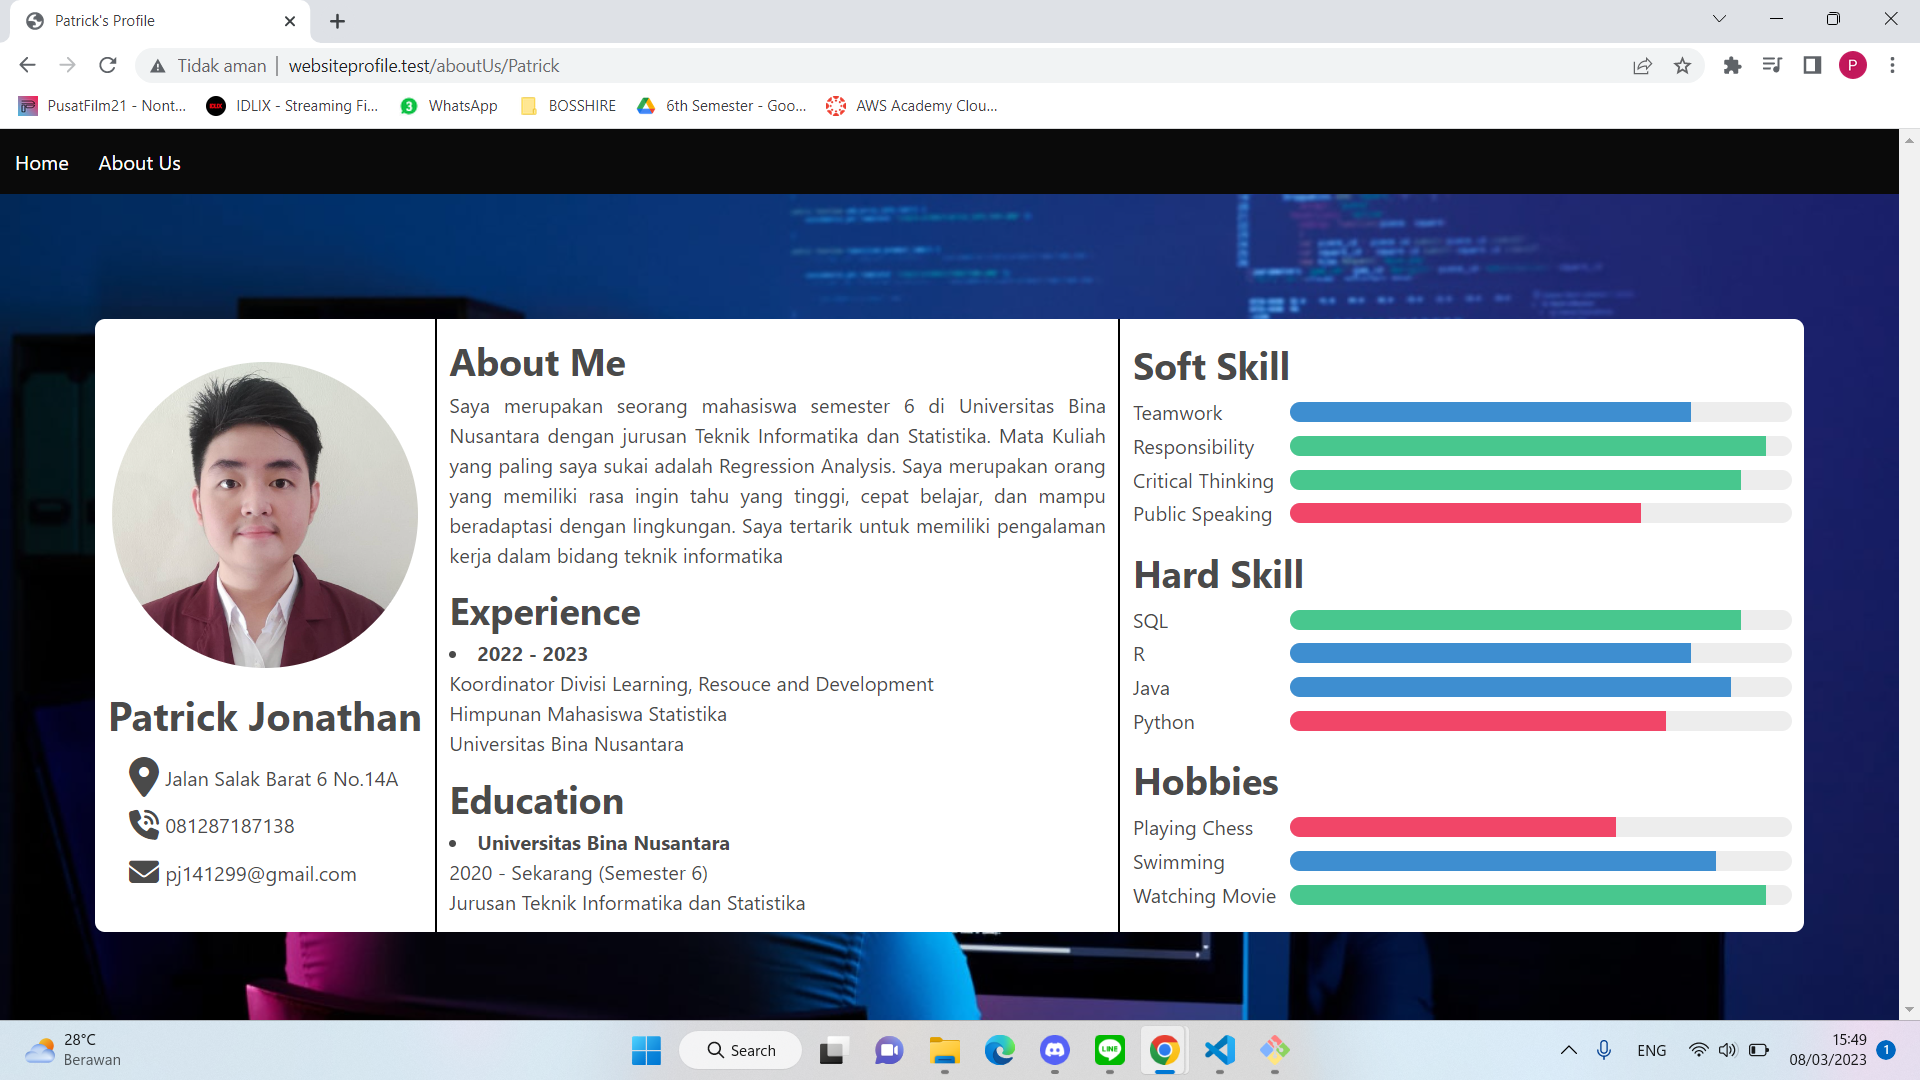 Patrick's Profile
Tidak aman | websiteprofile.test/aboutUs/Patrick
P
PusatFilm21 - Nont...
IDLIX - Streaming Fi...
3
WhatsApp
BOSSHIRE
6th Semester - Goo...
AWS Academy Clou...
Home
About Us
Patrick Jonathan
Jalan Salak Barat 6 No.14A
081287187138
pj141299@gmail.com
About Me
Saya merupakan seorang mahasiswa semester 6 di Universitas Bina
Nusantara dengan jurusan Teknik Informatika dan Statistika. Mata Kuliah
yang paling saya sukai adalah Regression Analysis. Saya merupakan orang
yang memiliki rasa ingin tahu yang tinggi, cepat belajar, dan mampu
beradaptasi dengan lingkungan. Saya tertarik untuk memiliki pengalaman
kerja dalam bidang teknik informatika
Experience
• 2022 - 2023
Koordinator Divisi Learning, Resouce and Development
Himpunan Mahasiswa Statistika
Universitas Bina Nusantara
Education
• Universitas Bina Nusantara
2020 - Sekarang (Semester 6)
Jurusan Teknik Informatika dan Statistika
Soft Skill
Teamwork
Responsibility
Critical Thinking
Public Speaking
Hard Skill
SQL
R
Java
Python
Hobbies
Playing Chess
Swimming
Watching Movie
28°C
Berawan
Search
LINE
ENG
15:49
08/03/2023
1